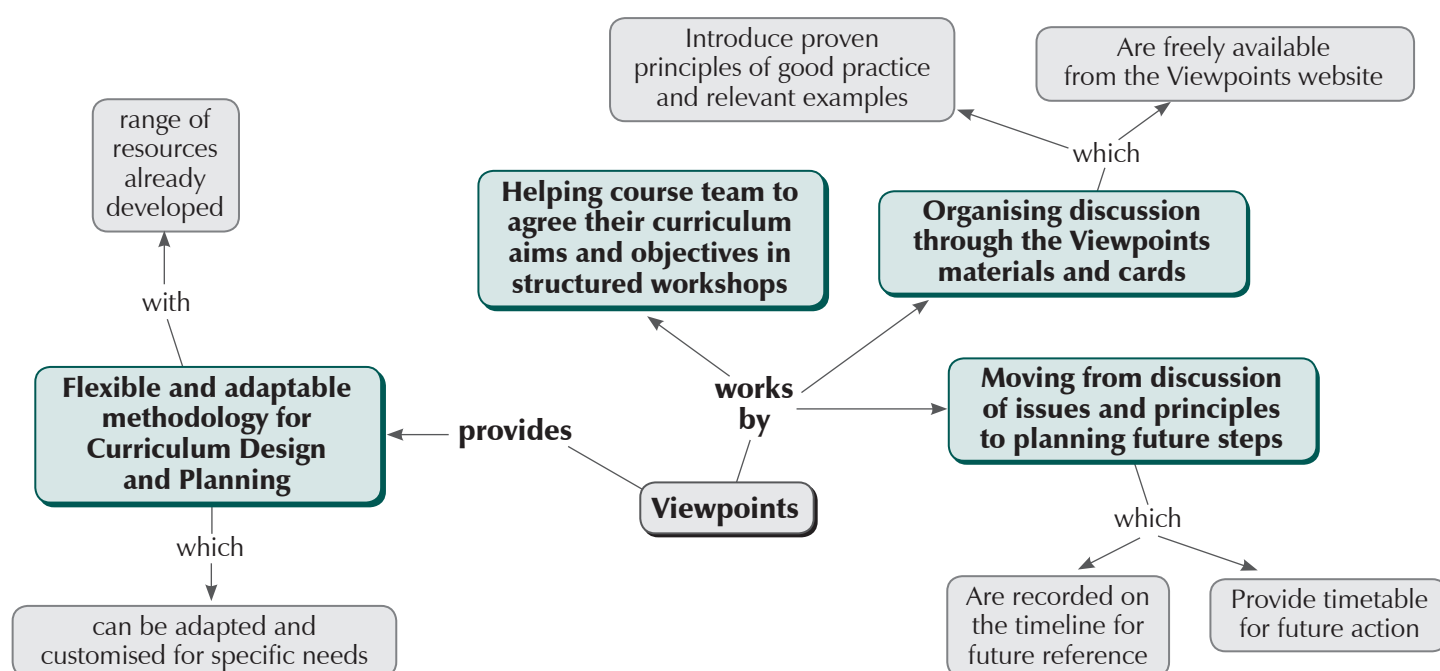 Introduce proven
principles of good practice
and relevant examples
Are freely available
from the Viewpoints website
range of
resources
already
developed
which
Helping course team to
agree their curriculum
aims and objectives in
structured workshops
Organising discussion
through the Viewpoints
materials and cards
with
Flexible and adaptable
methodology for
Curriculum Design
and Planning
provides
works
by
Moving from discussion
of issues and principles
to planning future steps
Viewpoints
which
which
can be adapted and
customised for specific needs
Are recorded on
the timeline for
future reference
Provide timetable
for future action